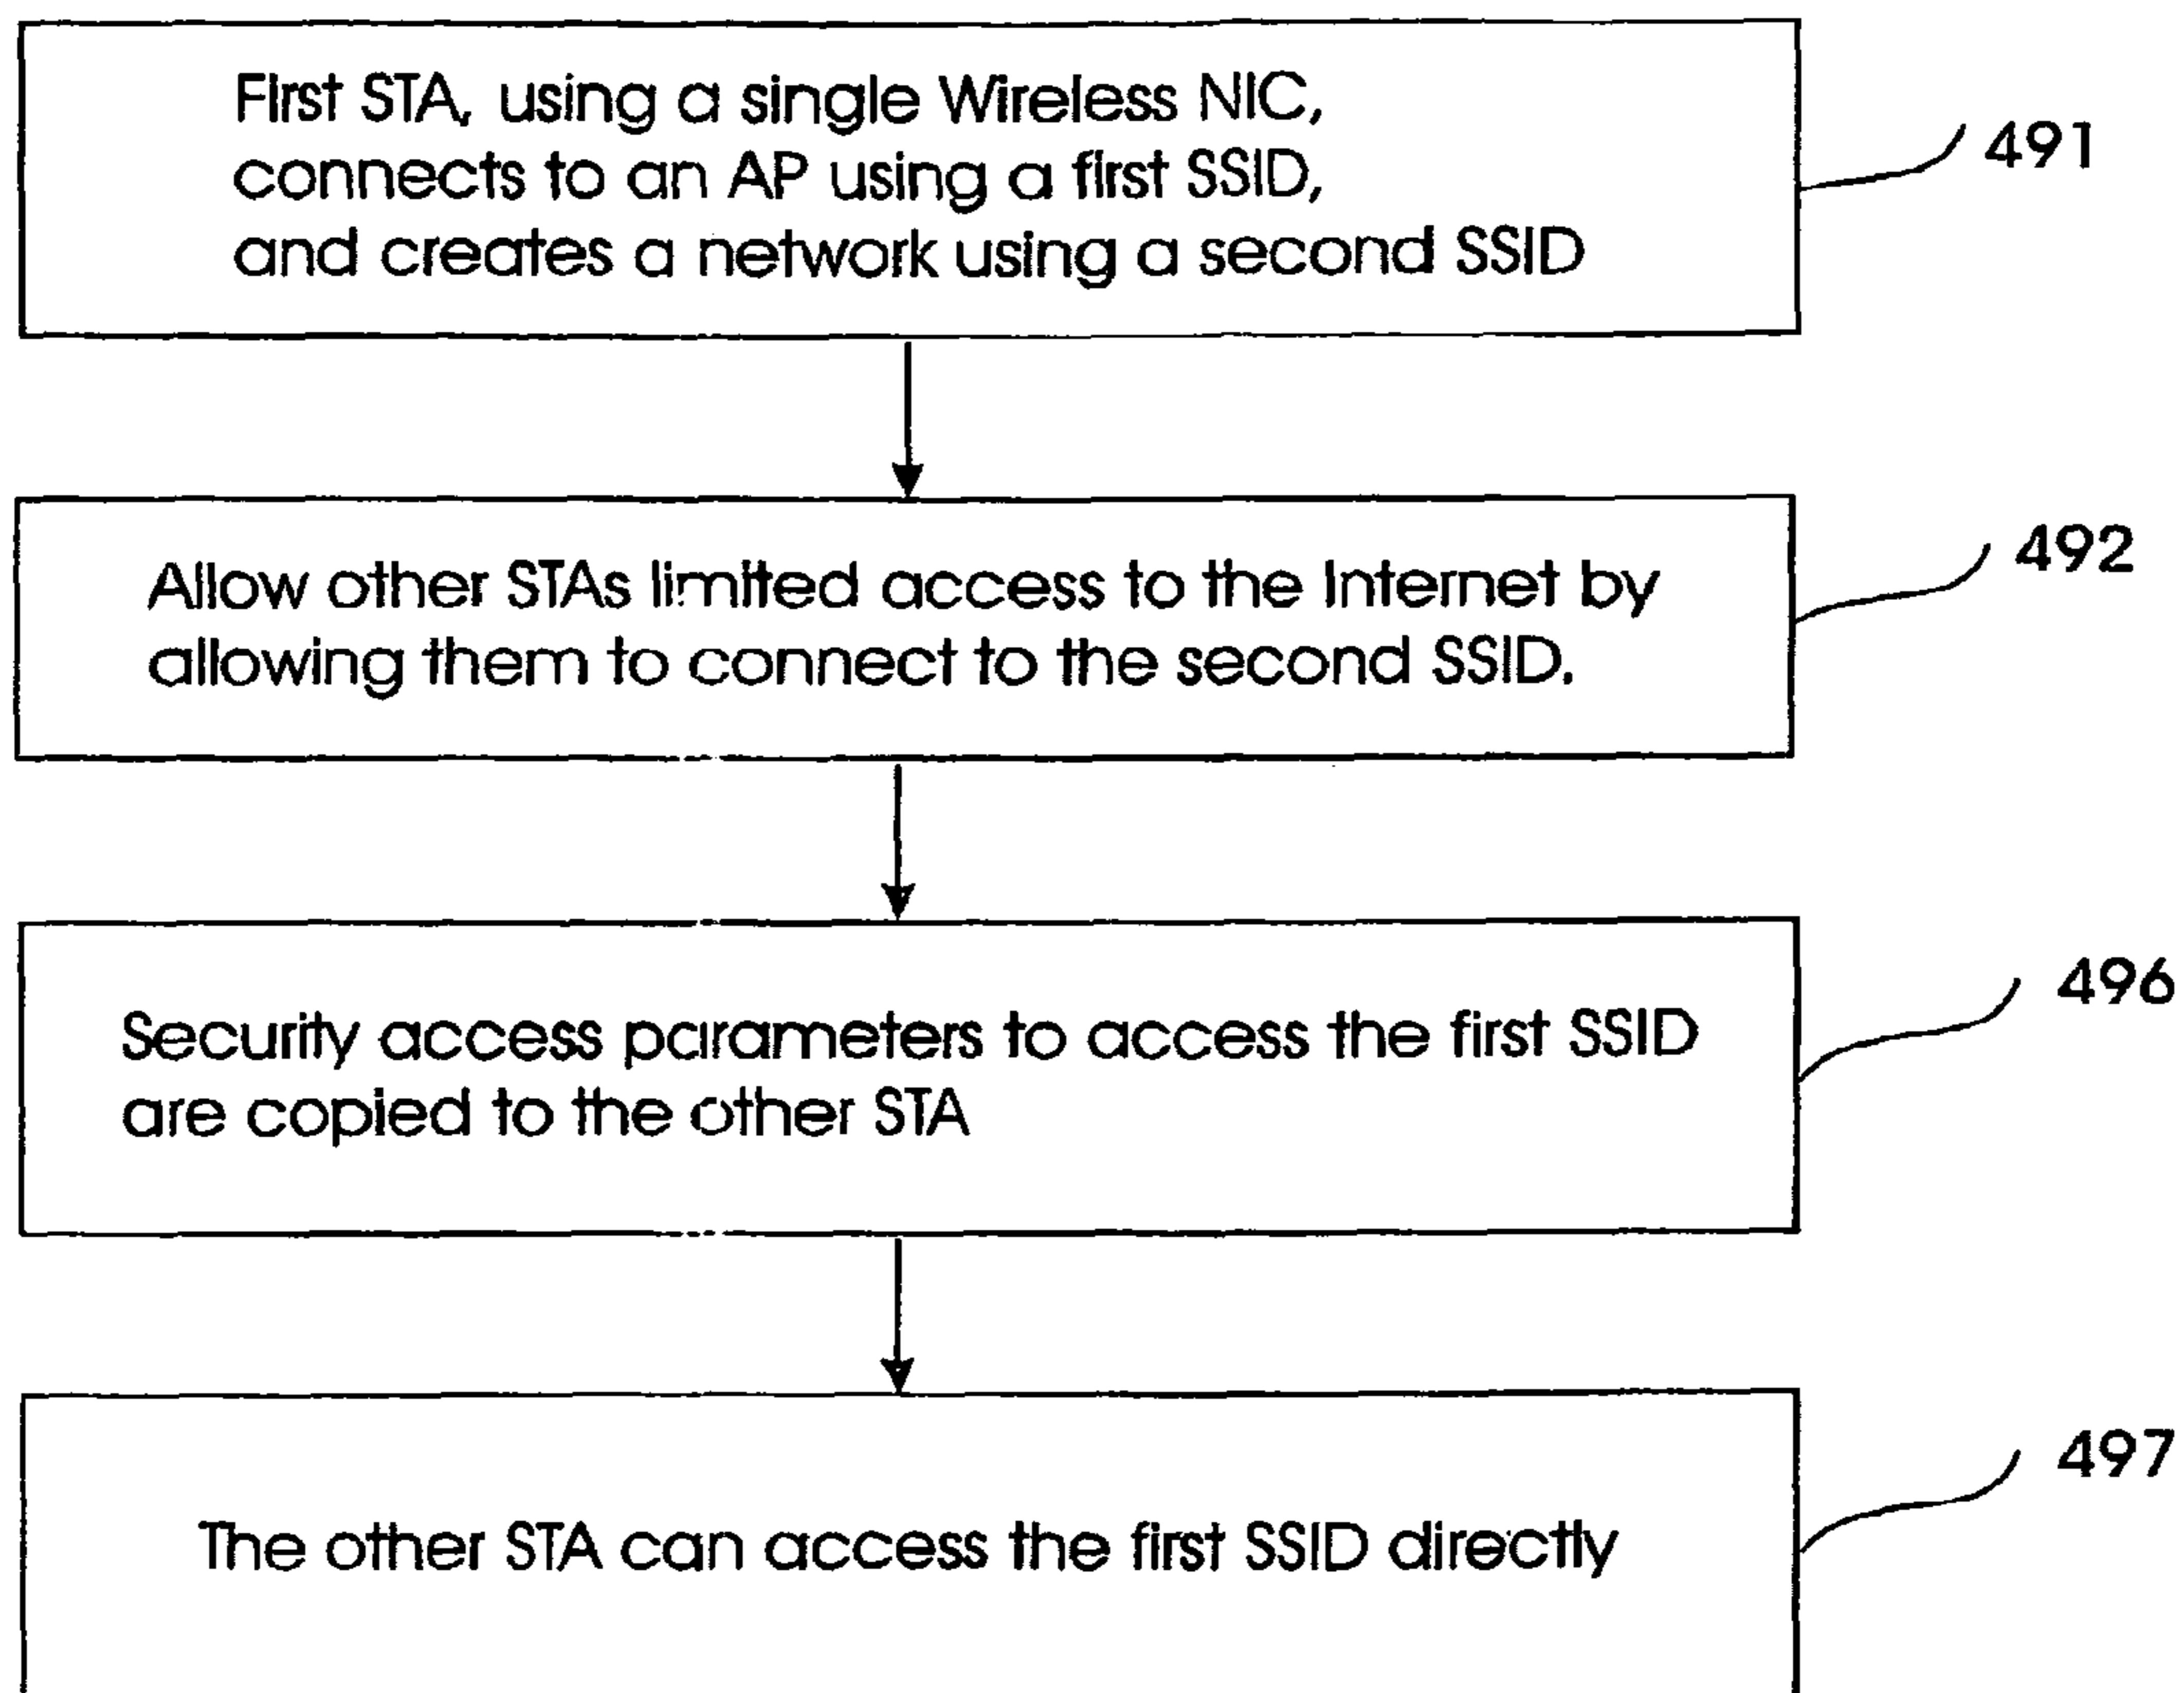 First STA, using a single Wireless NIC,
connects to an AP using a first SSID,
and creates a network using a second SSID
491
Allow other STAs limited access to the Internet by
allowing them to connect to the second SSID.
492
Security access parameters to access the first SSID
are copied to the other STA
496
The other STA can access the first SSID directly
497